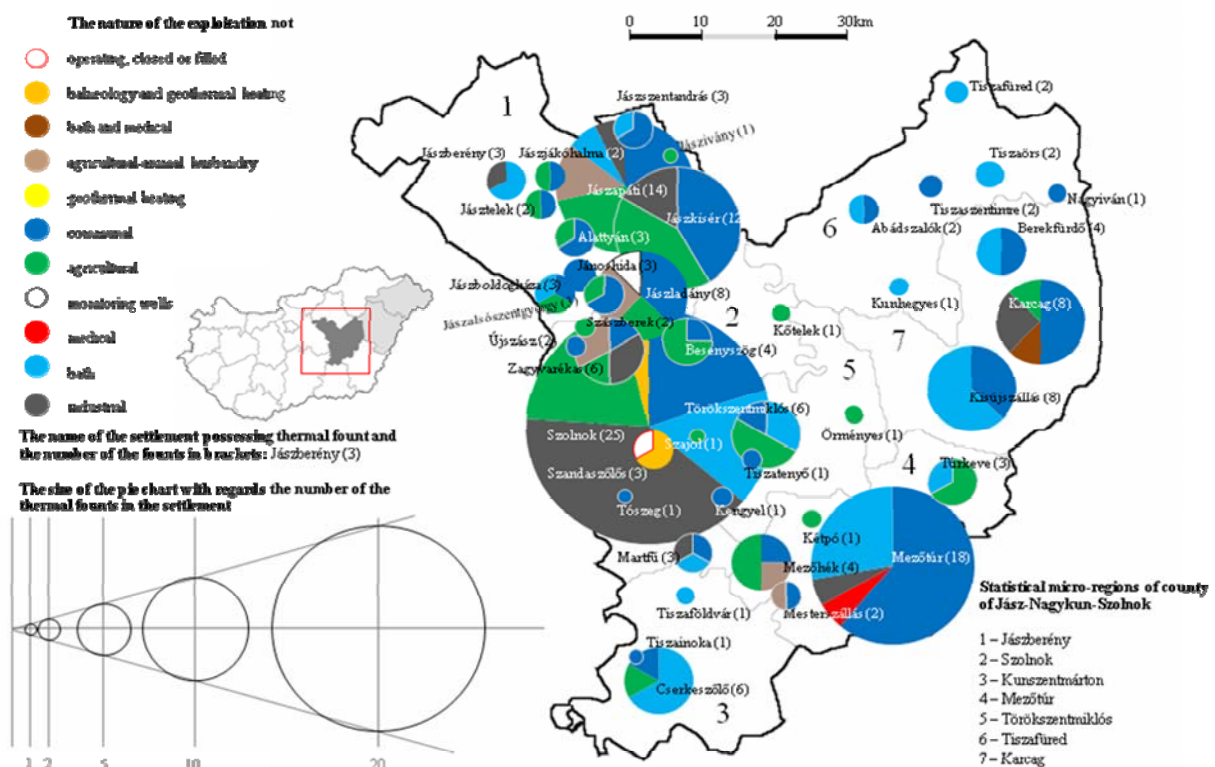 The nature of the exploitation not
operating, closed or filled
balneology and geothermal heating
bath and medical
agricultural-animal husbandry
geothermal heating
communal
agricultural
monitoring wells
medical
bath
industrial
The name of the settlement possessing thermal fount and
the number of the founts in brackets: Jászberény (3)
The size of the pie chart with regards the number of the
thermal founts in the settlement
1 2 5 10 20
0 10 20 30km
1
Jászszentandrás (3)
Jászivány (1)
Jászberény (3)
Jászjákóhalma (2)
Jászapáti (14)
Jásztelek (2)
Jászkisér (12
Alattyán (3)
Jánoshida (3)
Jászboldogháza (3)
Jászladány (8)
Jászalsószentgyörgy (3)
Szászberek (2)
2
Újszász (2)
Besenyszög (4)
Zagyvarékas (6)
Törökszentmiklós (6)
Szolnok (25)
Szajol (1)
Szandaszőlős (3)
Tiszatenyő (1)
Tószeg (1)
Kengyel (1)
Martfű (3)
Kétpó (1)
Mezőhék (4)
Mezőtúr (18)
Tiszaföldvár (1)
Mesterszállás (2)
Tiszainoka (1)
Cserkeszőlő (6)
3
Tiszafüred (2)
Tiszaörs (2)
Nagyiván (1)
6
Tiszaszentimre (2)
Abádszalók (2)
Berekfürdő (4)
Kunhegyes (1)
Karcag (8)
Kőtelek (1)
7
5
Kisújszállás (8)
Örményes (1)
4
Túrkeve (3)
Statistical micro-regions of county
of Jász-Nagykun-Szolnok
1 – Jászberény
2 – Szolnok
3 – Kunszentmárton
4 – Mezőtúr
5 – Törökszentmiklós
6 – Tiszafüred
7 – Karcag